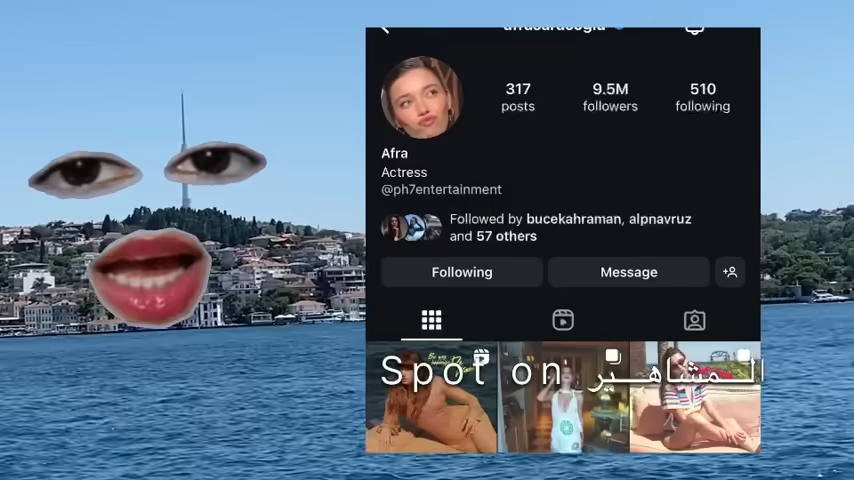 317 9.5M 510
posts followers following
Afra
Actress
@ph7entertainment
Followed by bucekahraman, alpnavruz
and 57 others
Following Message
Spot on المشاهير